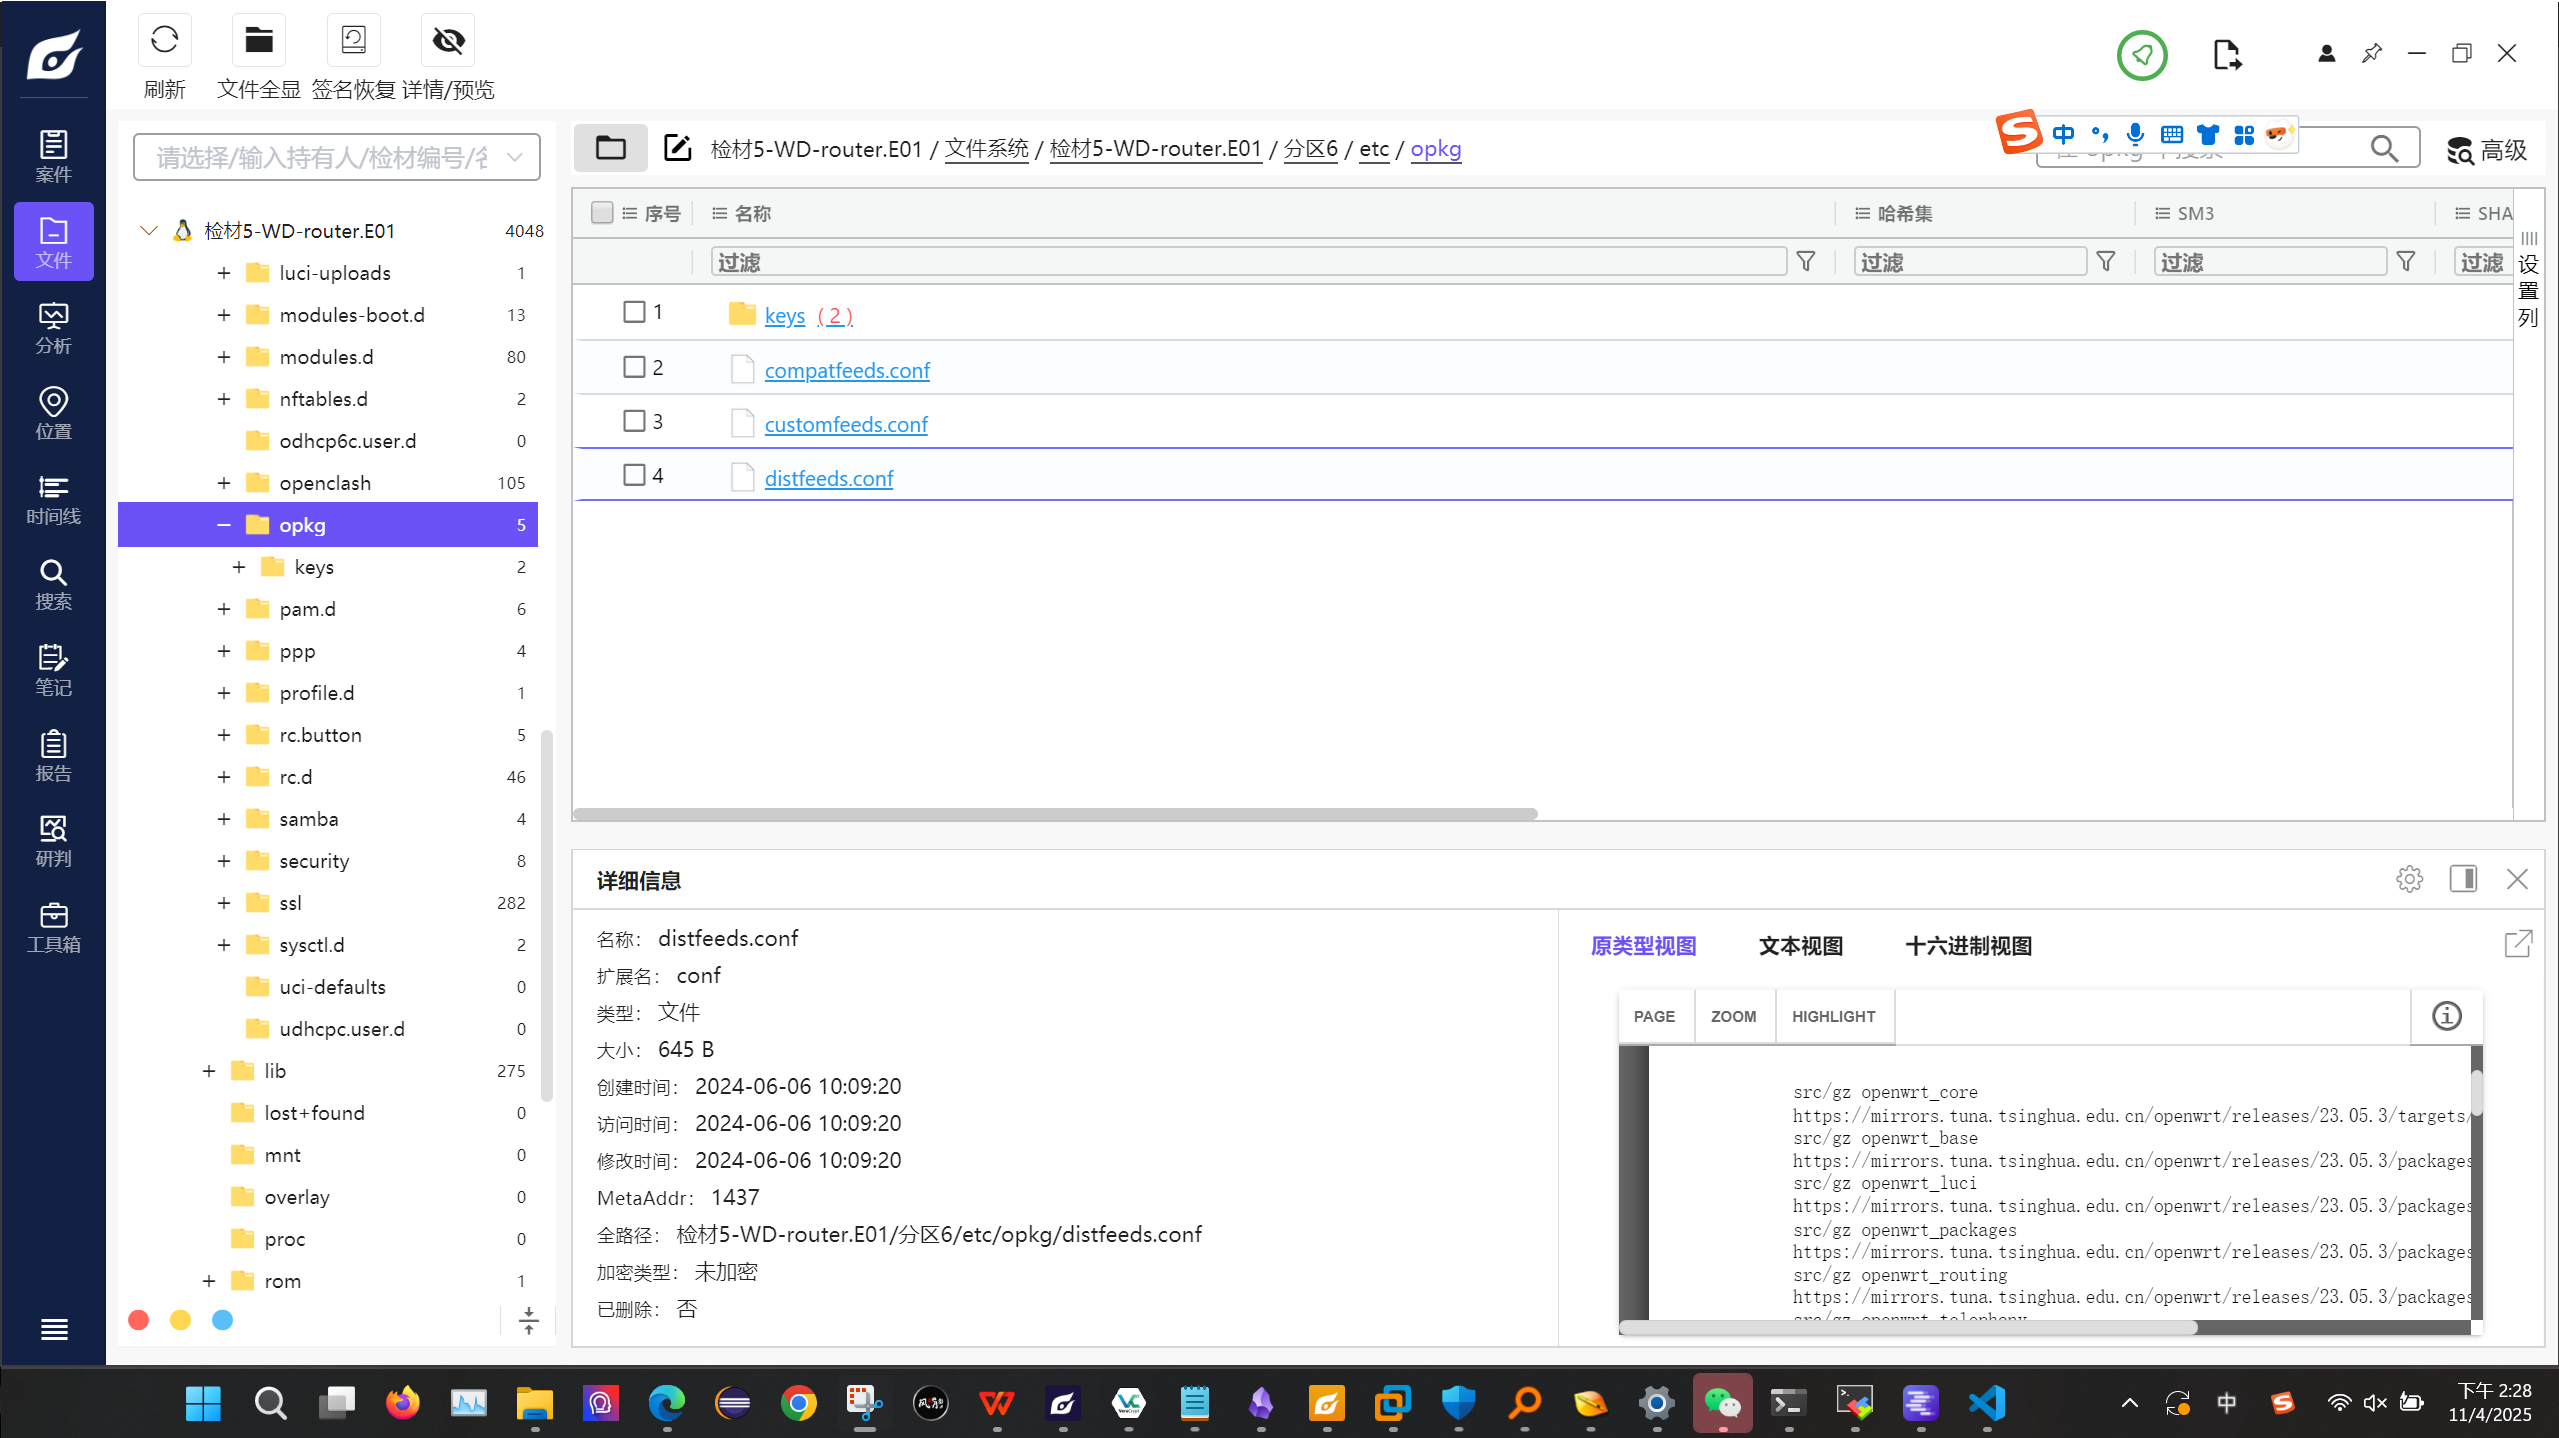 刷新
文件全显
签名恢复
详情/预览
案件
文件
分析
位置
时间线
搜索
笔记
报告
研判
工具箱
请选择/输入持有人/检材编号/名
检材5-WD-router.E01 4048
luci-uploads 1
modules-boot.d 13
modules.d 80
nftables.d 2
odhcp6c.user.d 0
openclash 105
opkg 5
keys 2
pam.d 6
ppp 4
profile.d 1
rc.button 5
rc.d 46
samba 4
security 8
ssl 282
sysctl.d 2
uci-defaults 0
udhcpc.user.d 0
lib 275
lost+found 0
mnt 0
overlay 0
proc 0
rom 1
检材5-WD-router.E01 / 文件系统 / 检材5-WD-router.E01 / 分区6 / etc / opkg
中
高级
序号 名称 哈希集 SM3 SHA
过滤 过滤 过滤 过滤
设置列
1 keys (2)
2 compatfeeds.conf
3 customfeeds.conf
4 distfeeds.conf
详细信息
名称: distfeeds.conf
扩展名: conf
类型: 文件
大小: 645 B
创建时间: 2024-06-06 10:09:20
访问时间: 2024-06-06 10:09:20
修改时间: 2024-06-06 10:09:20
MetaAddr: 1437
全路径: 检材5-WD-router.E01/分区6/etc/opkg/distfeeds.conf
加密类型: 未加密
已删除: 否
原类型视图 文本视图 十六进制视图
PAGE ZOOM HIGHLIGHT
src/gz openwrt_core
https://mirrors.tuna.tsinghua.edu.cn/openwrt/releases/23.05.3/targets/
src/gz openwrt_base
https://mirrors.tuna.tsinghua.edu.cn/openwrt/releases/23.05.3/packages
src/gz openwrt_luci
https://mirrors.tuna.tsinghua.edu.cn/openwrt/releases/23.05.3/packages
src/gz openwrt_packages
https://mirrors.tuna.tsinghua.edu.cn/openwrt/releases/23.05.3/packages
src/gz openwrt_routing
https://mirrors.tuna.tsinghua.edu.cn/openwrt/releases/23.05.3/packages
src/gz openwrt_telephony
中
下午 2:28
11/4/2025